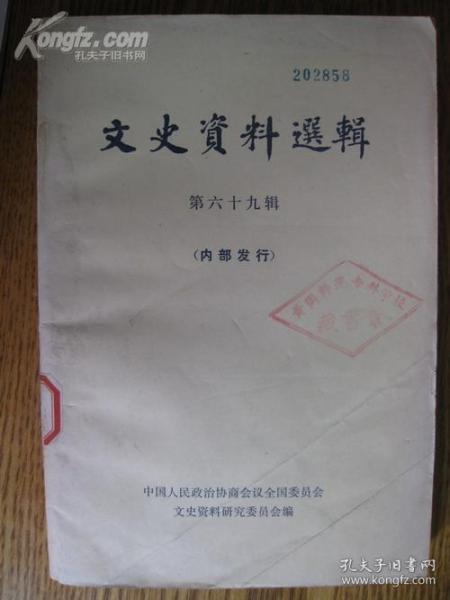 Kongfz.com
孔夫子旧书网
202858
文史資料選輯
第六十九辑
（内部发行）
中国人民政治协商会议全国委员会
文史资料研究委员会编
孔夫子旧书网
www.kongfz.com